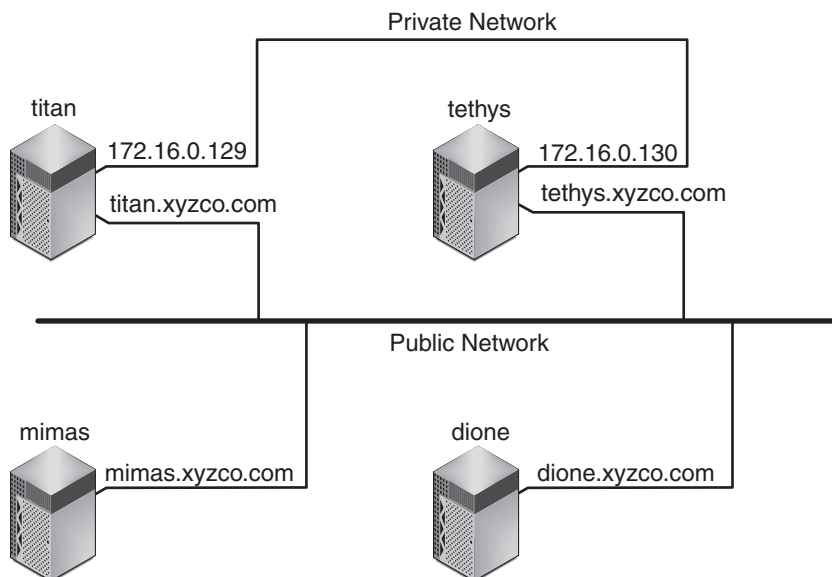 Private Network
titan
tethys
172.16.0.129
172.16.0.130
titan.xyzco.com
tethys.xyzco.com
Public Network
mimas
dione
mimas.xyzco.com
dione.xyzco.com